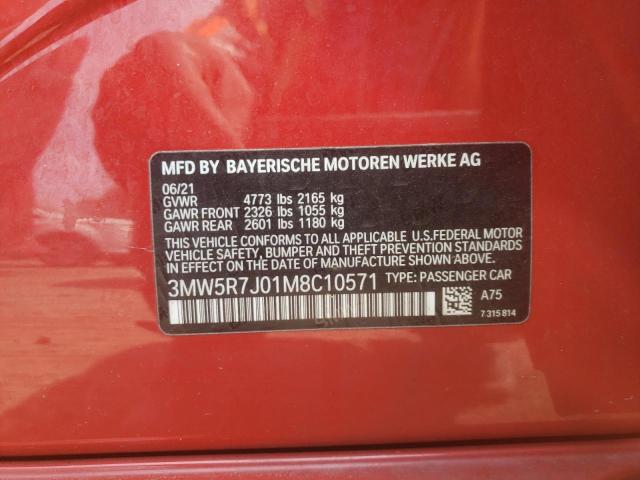 MFD BY BAYERISCHE MOTOREN WERKE AG
06/21
GVWR 4773 lbs 2165 kg
GAWR FRONT 2326 lbs 1055 kg
GAWR REAR 2601 lbs 1180 kg
THIS VEHICLE CONFORMS TO ALL APPLICABLE U.S.FEDERAL MOTOR
VEHICLE SAFETY, BUMPER AND THEFT PREVENTION STANDARDS
IN EFFECT ON THE DATE OF MANUFACTURE SHOWN ABOVE.
3MW5R7J01M8C10571 TYPE: PASSENGER CAR
A75
7 315 814